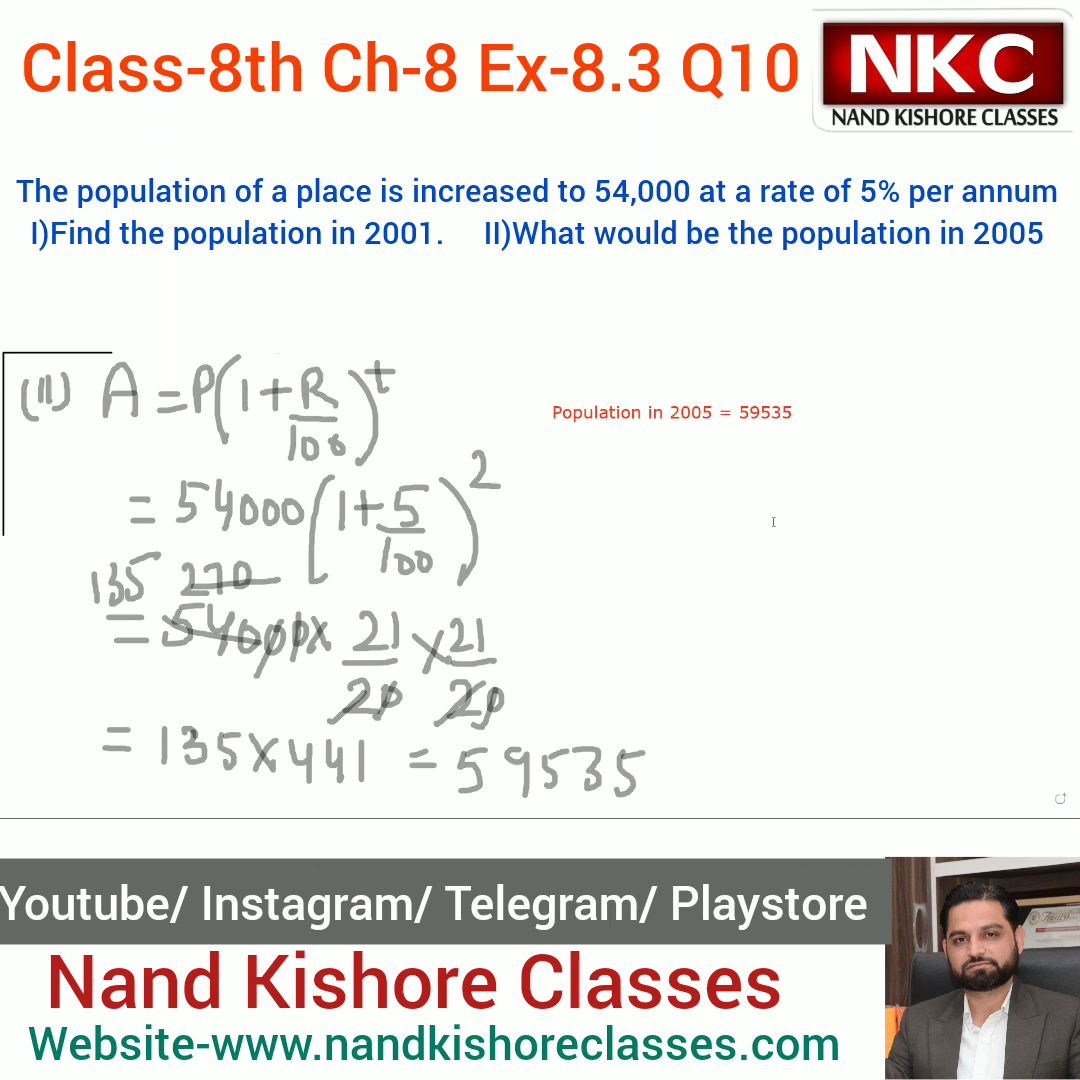 Class-8th Ch-8 Ex-8.3 Q10
NKC
NAND KISHORE CLASSES
The population of a place is increased to 54,000 at a rate of 5% per annum
I)Find the population in 2001. II)What would be the population in 2005
(II) A = P(1+R/100)^t
Population in 2005 = 59535
= 54000(1+5/100)^2
135 270
= 54000 x 21/20 x 21/20
= 135 x 441 = 59535
Youtube/ Instagram/ Telegram/ Playstore
Nand Kishore Classes
Website-www.nandkishoreclasses.com